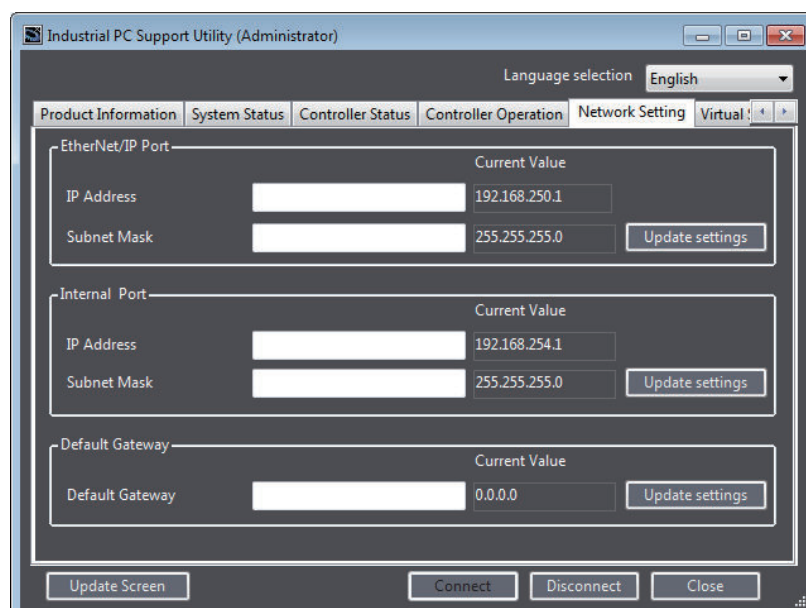 Industrial PC Support Utility (Administrator)
Language selection English
Product Information System Status Controller Status Controller Operation Network Setting Virtual
EtherNet/IP Port
Current Value
IP Address 192.168.250.1
Subnet Mask 255.255.255.0 Update settings
Internal Port
Current Value
IP Address 192.168.254.1
Subnet Mask 255.255.255.0 Update settings
Default Gateway
Current Value
Default Gateway 0.0.0.0 Update settings
Update Screen Connect Disconnect Close